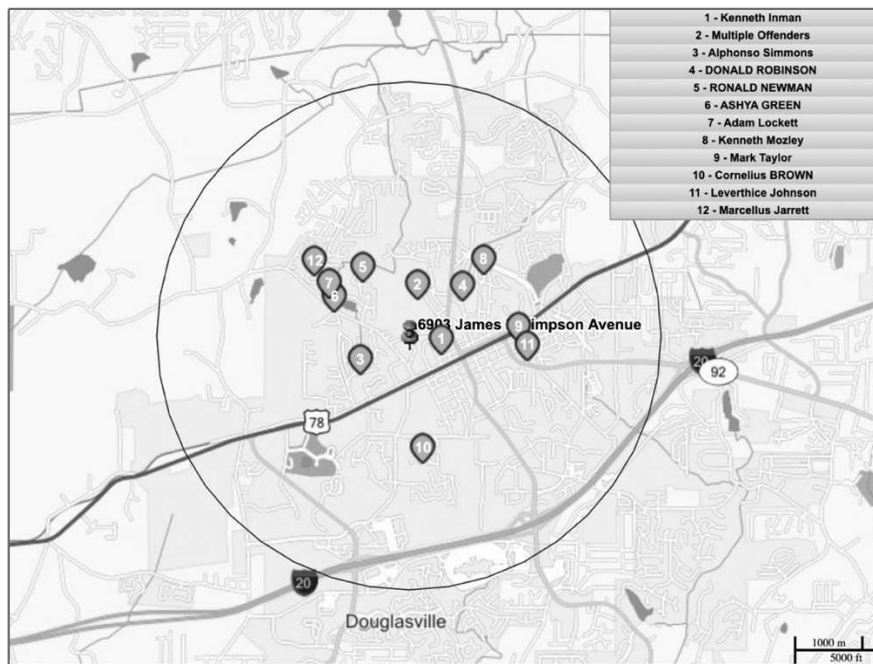 1 - Kenneth Inman
2 - Multiple Offenders
3 - Alphonso Simmons
4 - DONALD ROBINSON
5 - RONALD NEWMAN
6 - ASHYA GREEN
7 - Adam Lockett
8 - Kenneth Mozley
9 - Mark Taylor
10 - Cornelius BROWN
11 - Leverthice Johnson
12 - Marcellus Jarrett
12
5
8
7
2
4
6
6903 James impson Avenue
9
1
11
3
20
92
78
10
20
Douglasville
1000 m
5000 ft